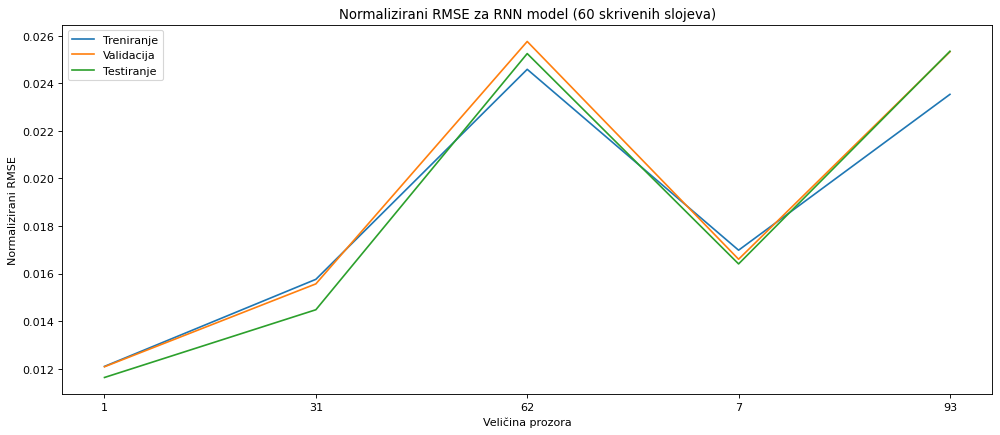 Normalizirani RMSE za RNN model (60 skrivenih slojeva)
Treniranje
Validacija
Testiranje
Normalizirani RMSE
0.026
0.024
0.022
0.020
0.018
0.016
0.014
0.012
1 31 62 7 93
Veličina prozora